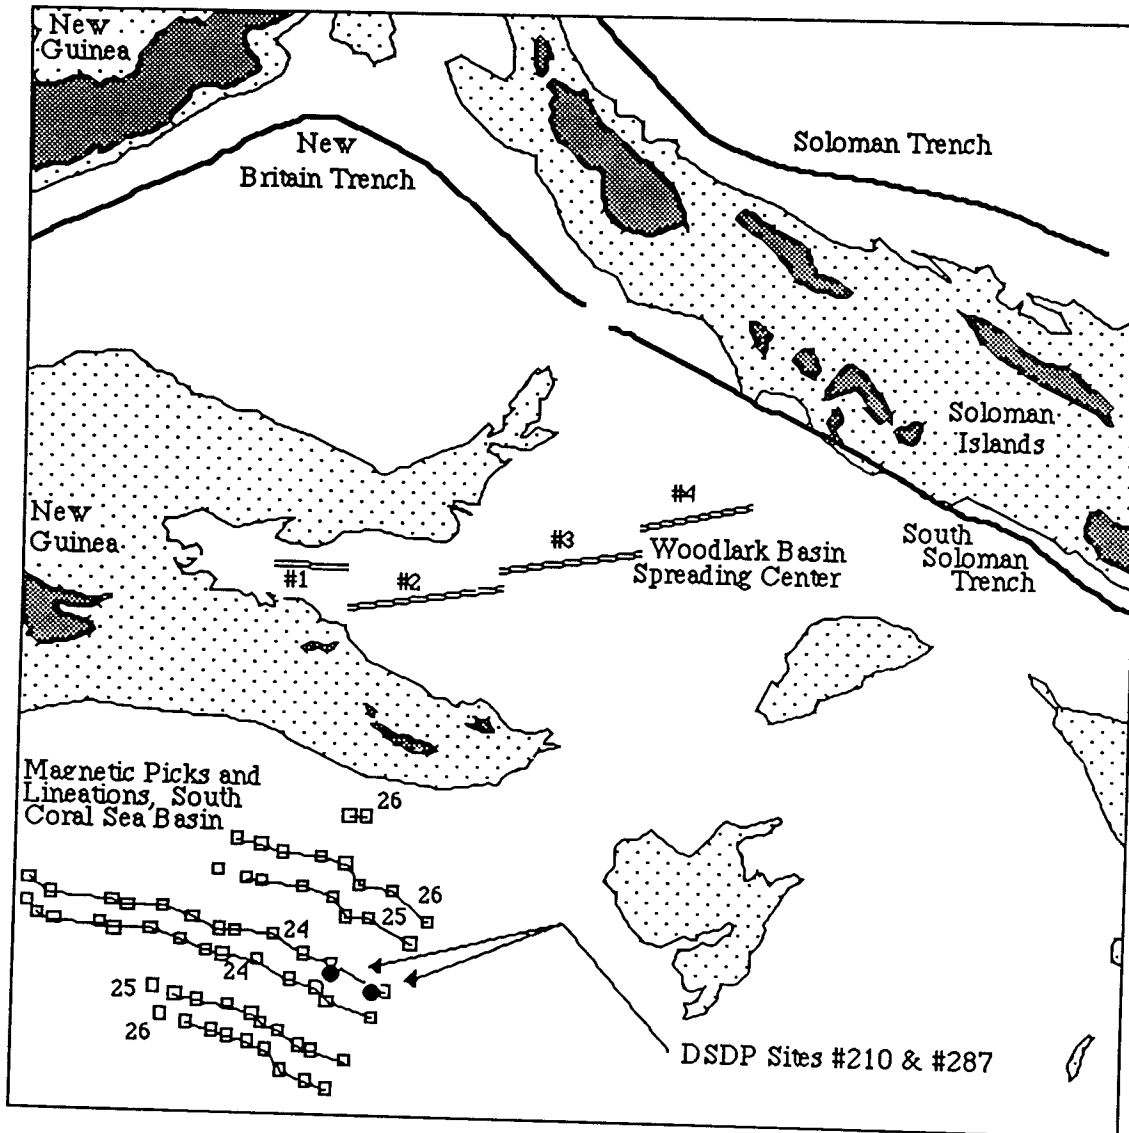 New
Guinea
New
Britain Trench
Soloman Trench
Soloman
Islands
#4
#3
New
Guinea
#1
#2
Woodlark Basin
Spreading Center
South
Soloman
Trench
Magnetic Picks and
Lineations, South
Coral Sea Basin
26
26
25
24
24
25
26
DSDP Sites #210 & #287